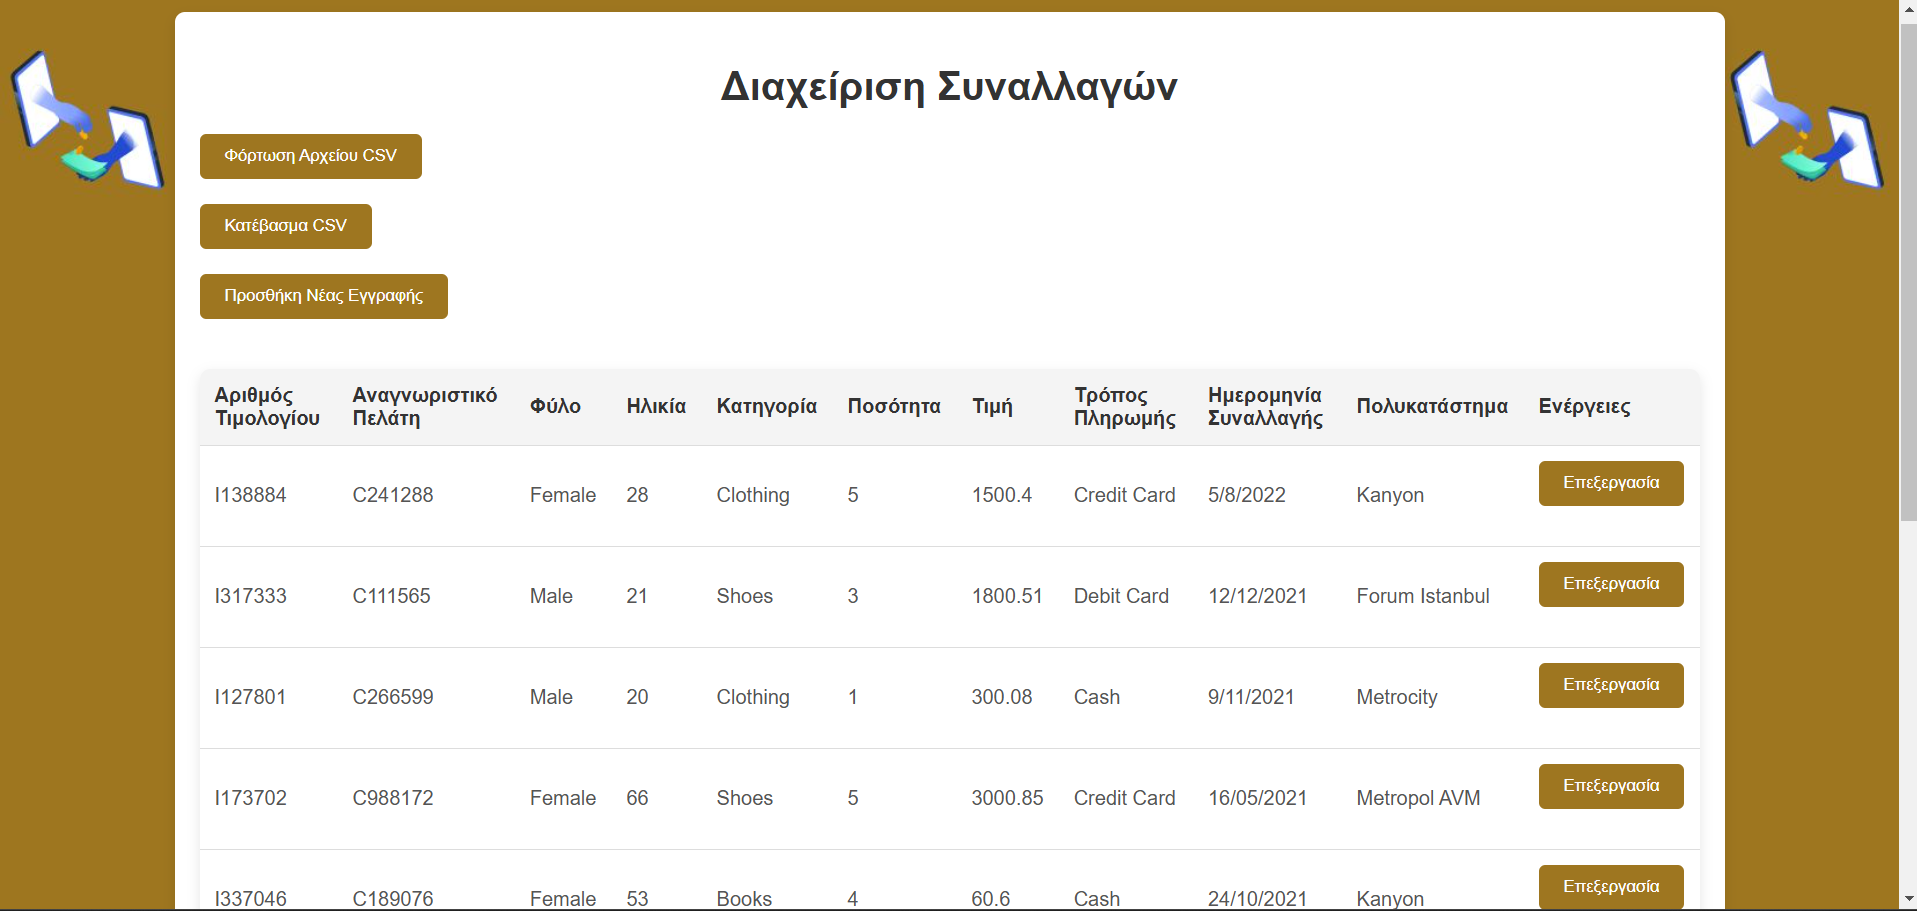 Διαχείριση Συναλλαγών
Φόρτωση Αρχείου CSV
Κατέβασμα CSV
Προσθήκη Νέας Εγγραφής
Αριθμός Τιμολογίου Αναγνωριστικό Πελάτη Φύλο Ηλικία Κατηγορία Ποσότητα Τιμή Τρόπος Πληρωμής Ημερομηνία Συναλλαγής Πολυκατάστημα Ενέργειες
I138884 C241288 Female 28 Clothing 5 1500.4 Credit Card 5/8/2022 Kanyon Επεξεργασία
I317333 C111565 Male 21 Shoes 3 1800.51 Debit Card 12/12/2021 Forum Istanbul Επεξεργασία
I127801 C266599 Male 20 Clothing 1 300.08 Cash 9/11/2021 Metrocity Επεξεργασία
I173702 C988172 Female 66 Shoes 5 3000.85 Credit Card 16/05/2021 Metropol AVM Επεξεργασία
I337046 C189076 Female 53 Books 4 60.6 Cash 24/10/2021 Kanyon Επεξεργασία